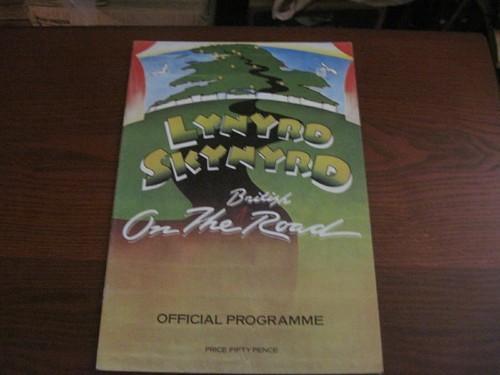 LYNYRD
SKYNYRD
British
On The Road
OFFICIAL PROGRAMME
PRICE FIFTY PENCE